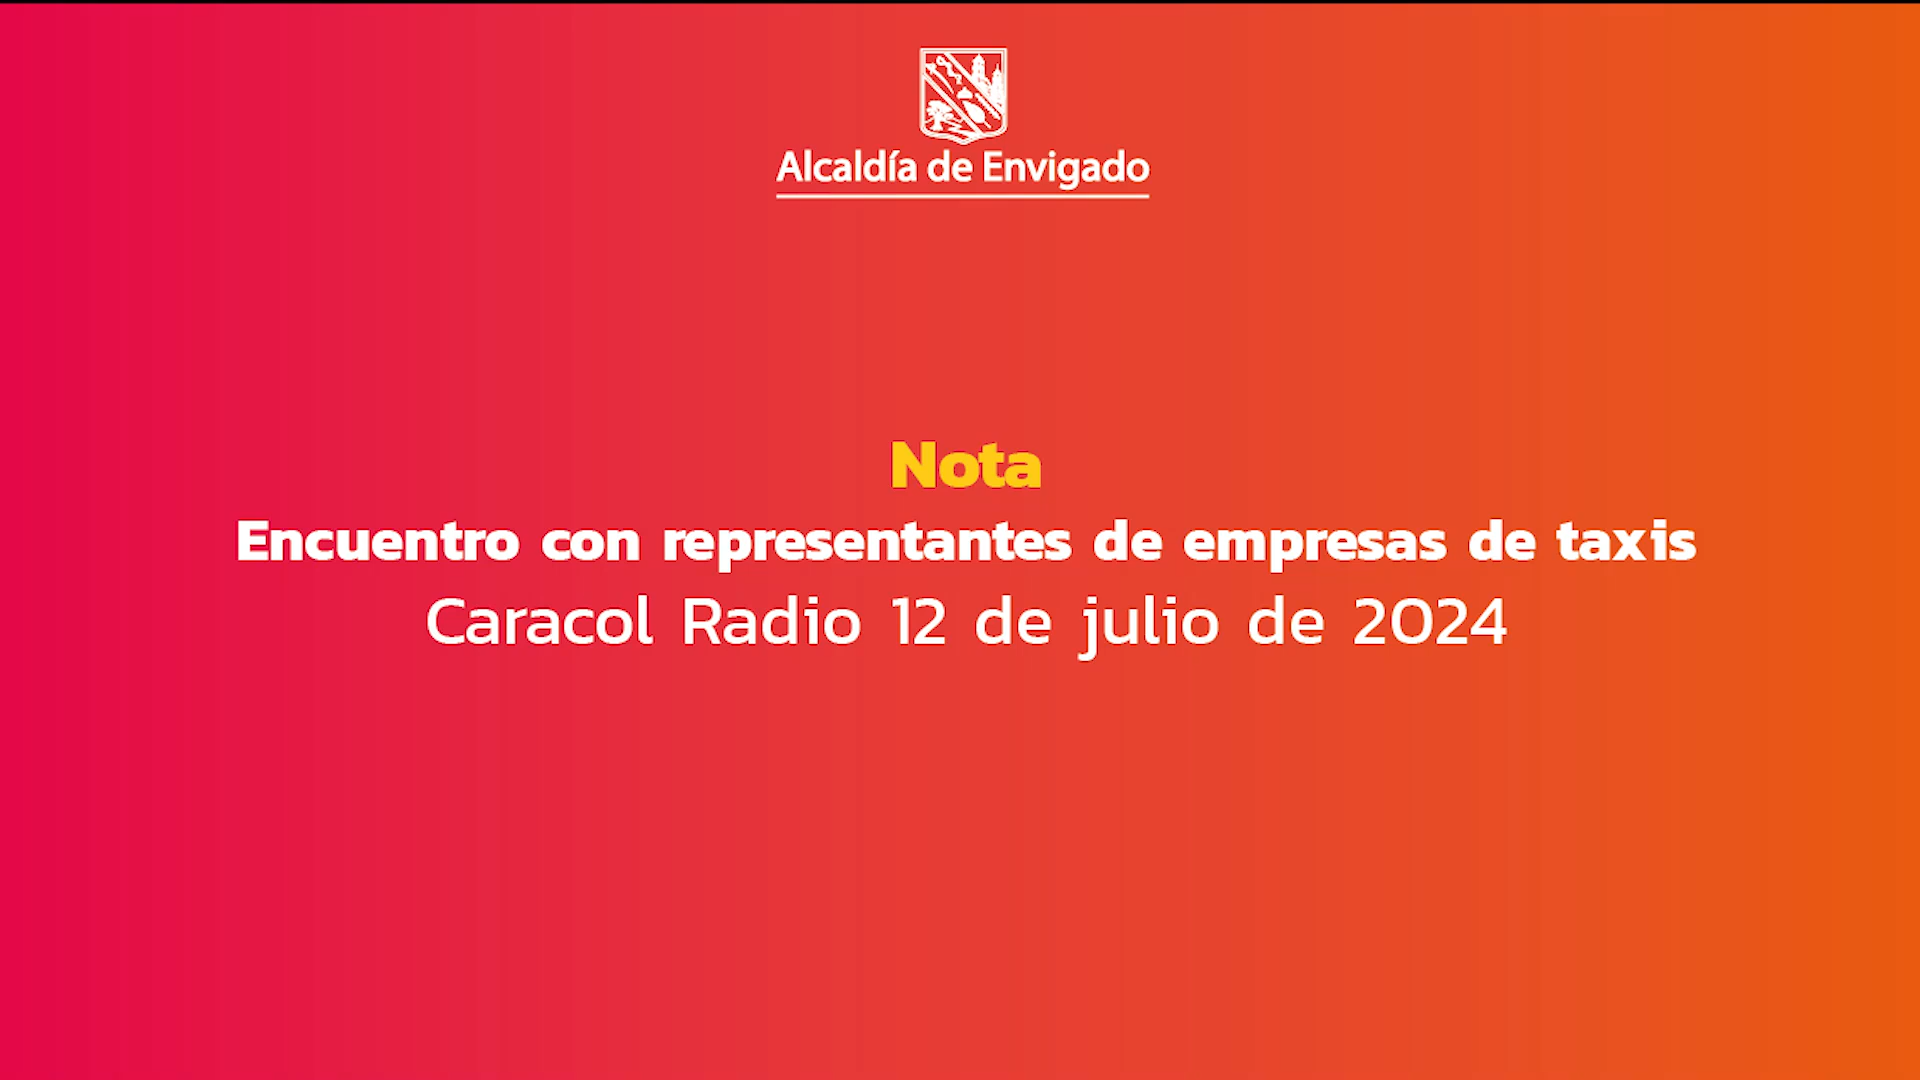 Alcaldía de Envigado
Nota
Encuentro con representantes de empresas de taxis
Caracol Radio 12 de julio de 2024